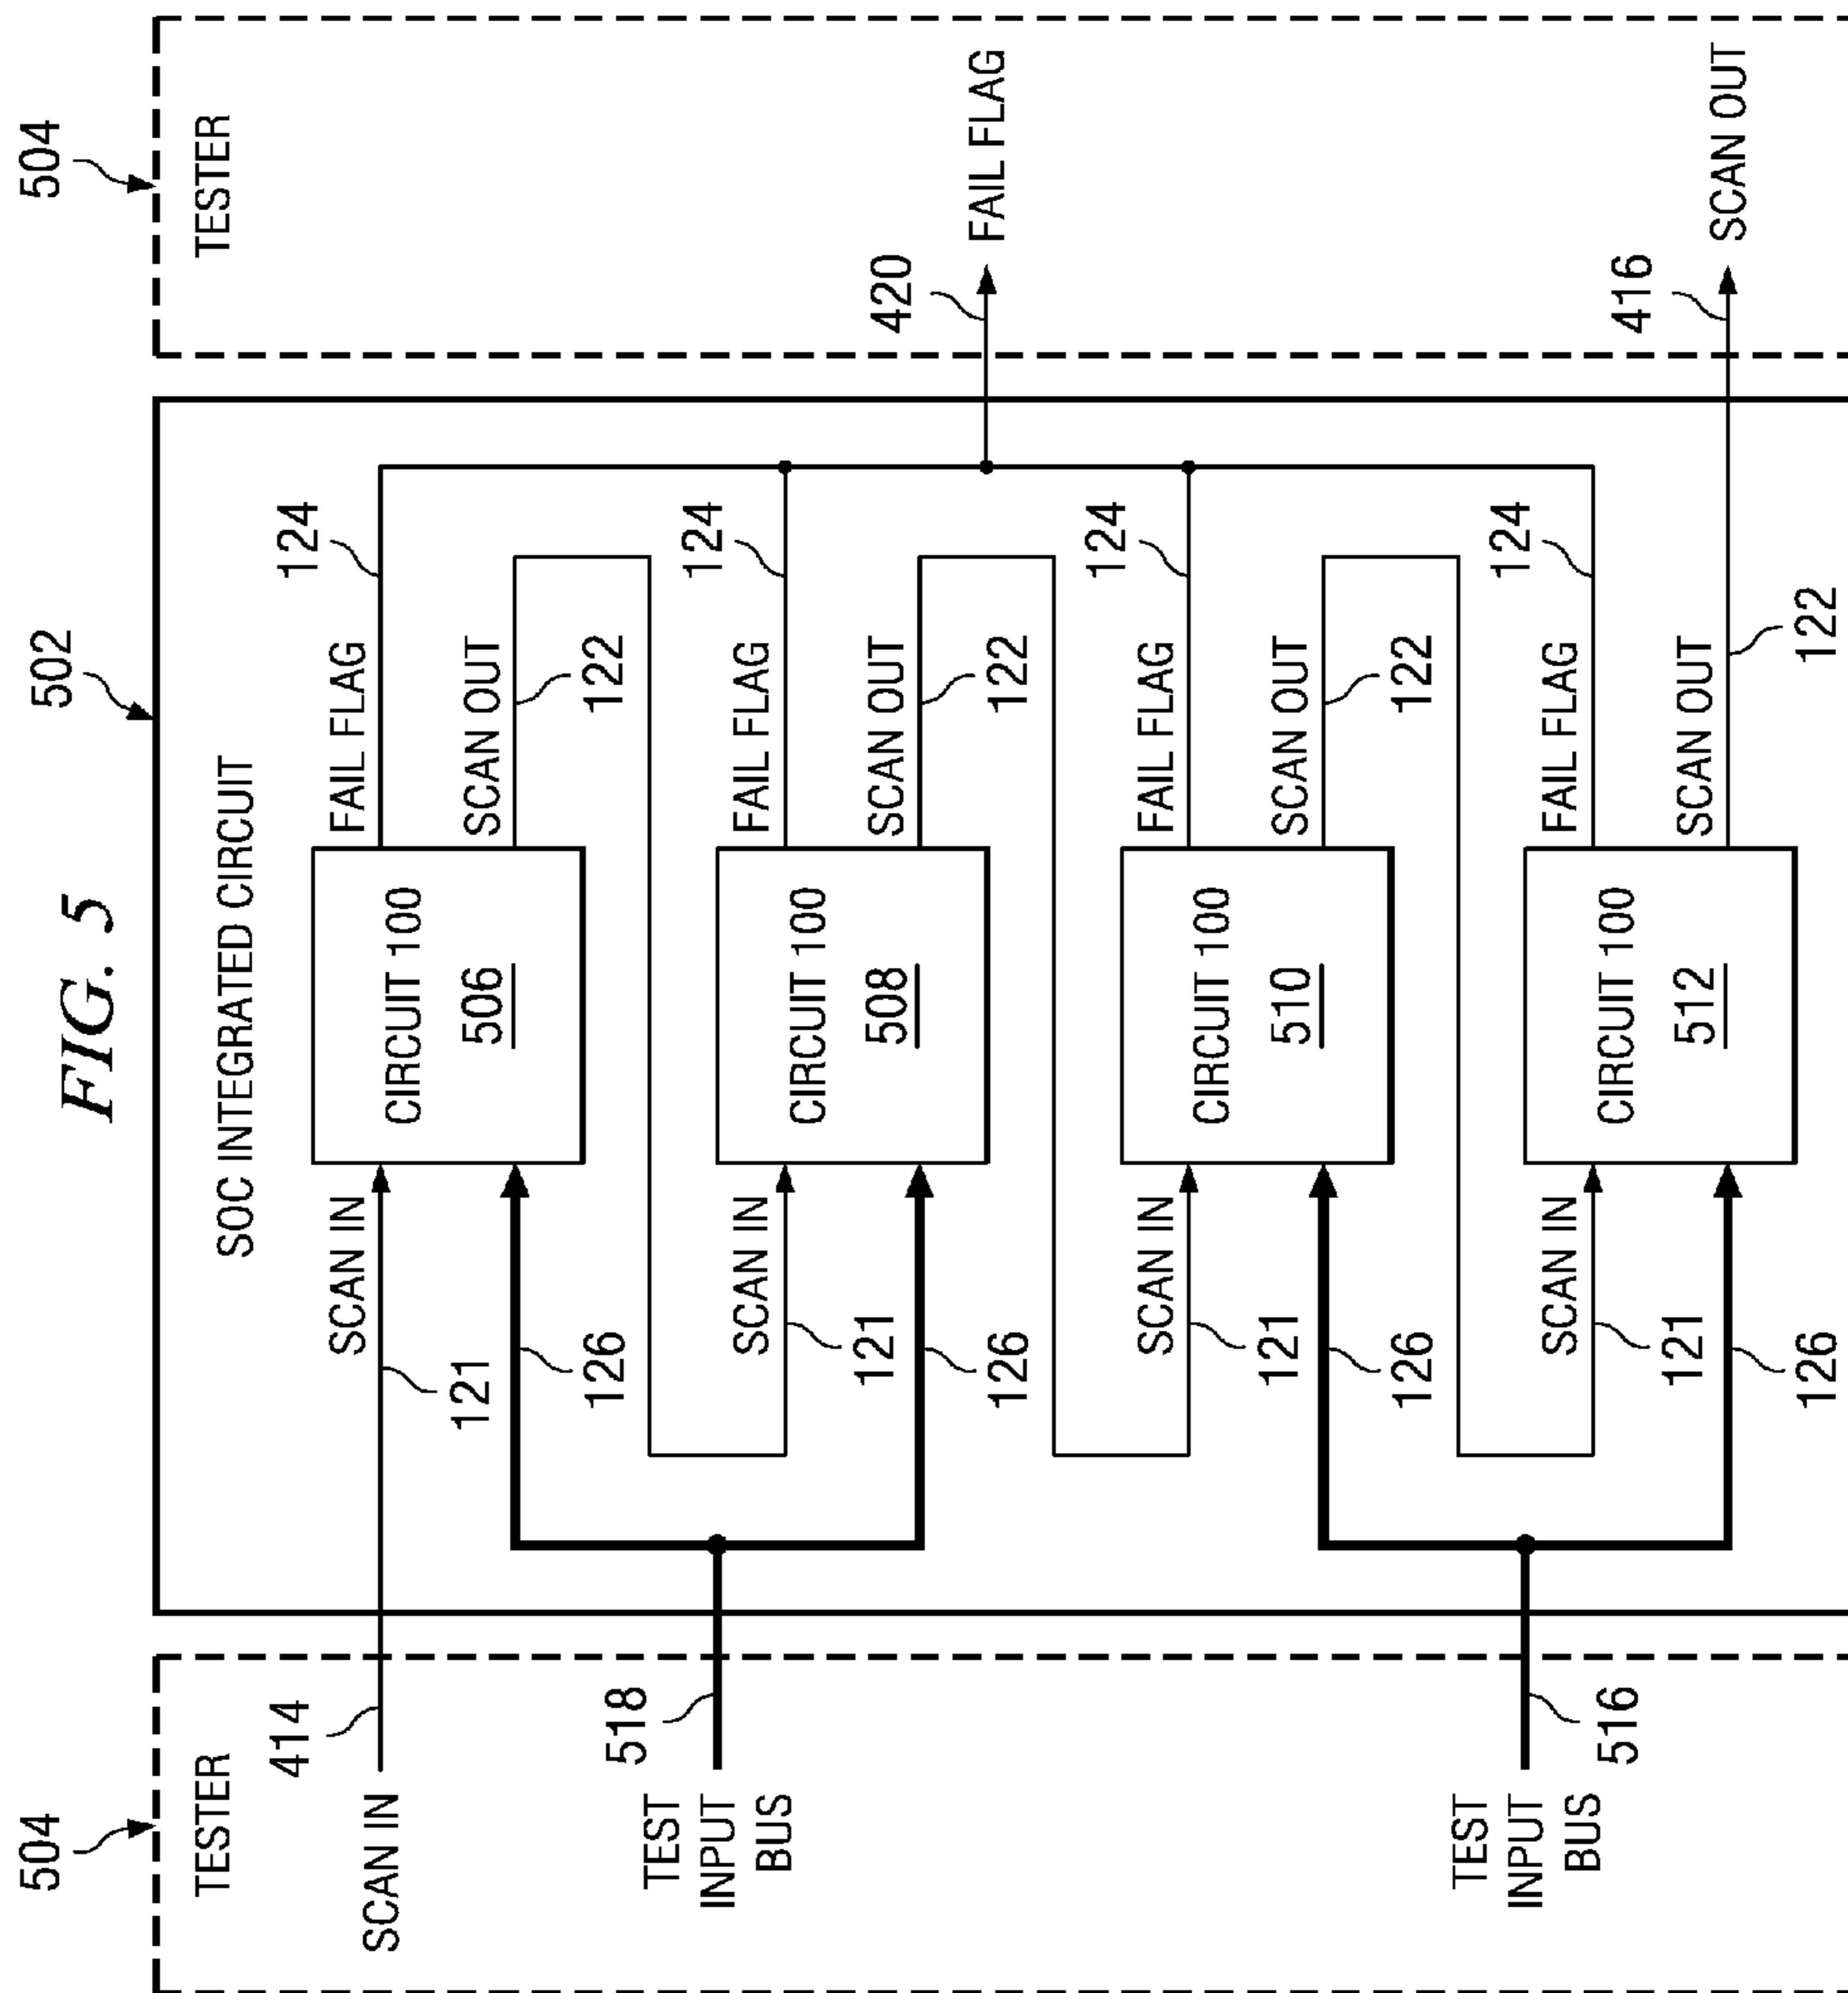 FIG. 5
504
TESTER
SCAN IN
414
TEST
INPUT
BUS
518
TEST
INPUT
BUS
516
502
SOC INTEGRATED CIRCUIT
SCAN IN
121
126
CIRCUIT 100
506
FAIL FLAG
124
SCAN OUT
122
SCAN IN
121
126
CIRCUIT 100
508
FAIL FLAG
124
SCAN OUT
122
SCAN IN
121
126
CIRCUIT 100
510
FAIL FLAG
124
SCAN OUT
122
SCAN IN
121
126
CIRCUIT 100
512
FAIL FLAG
124
SCAN OUT
122
504
TESTER
420
FAIL FLAG
416
SCAN OUT